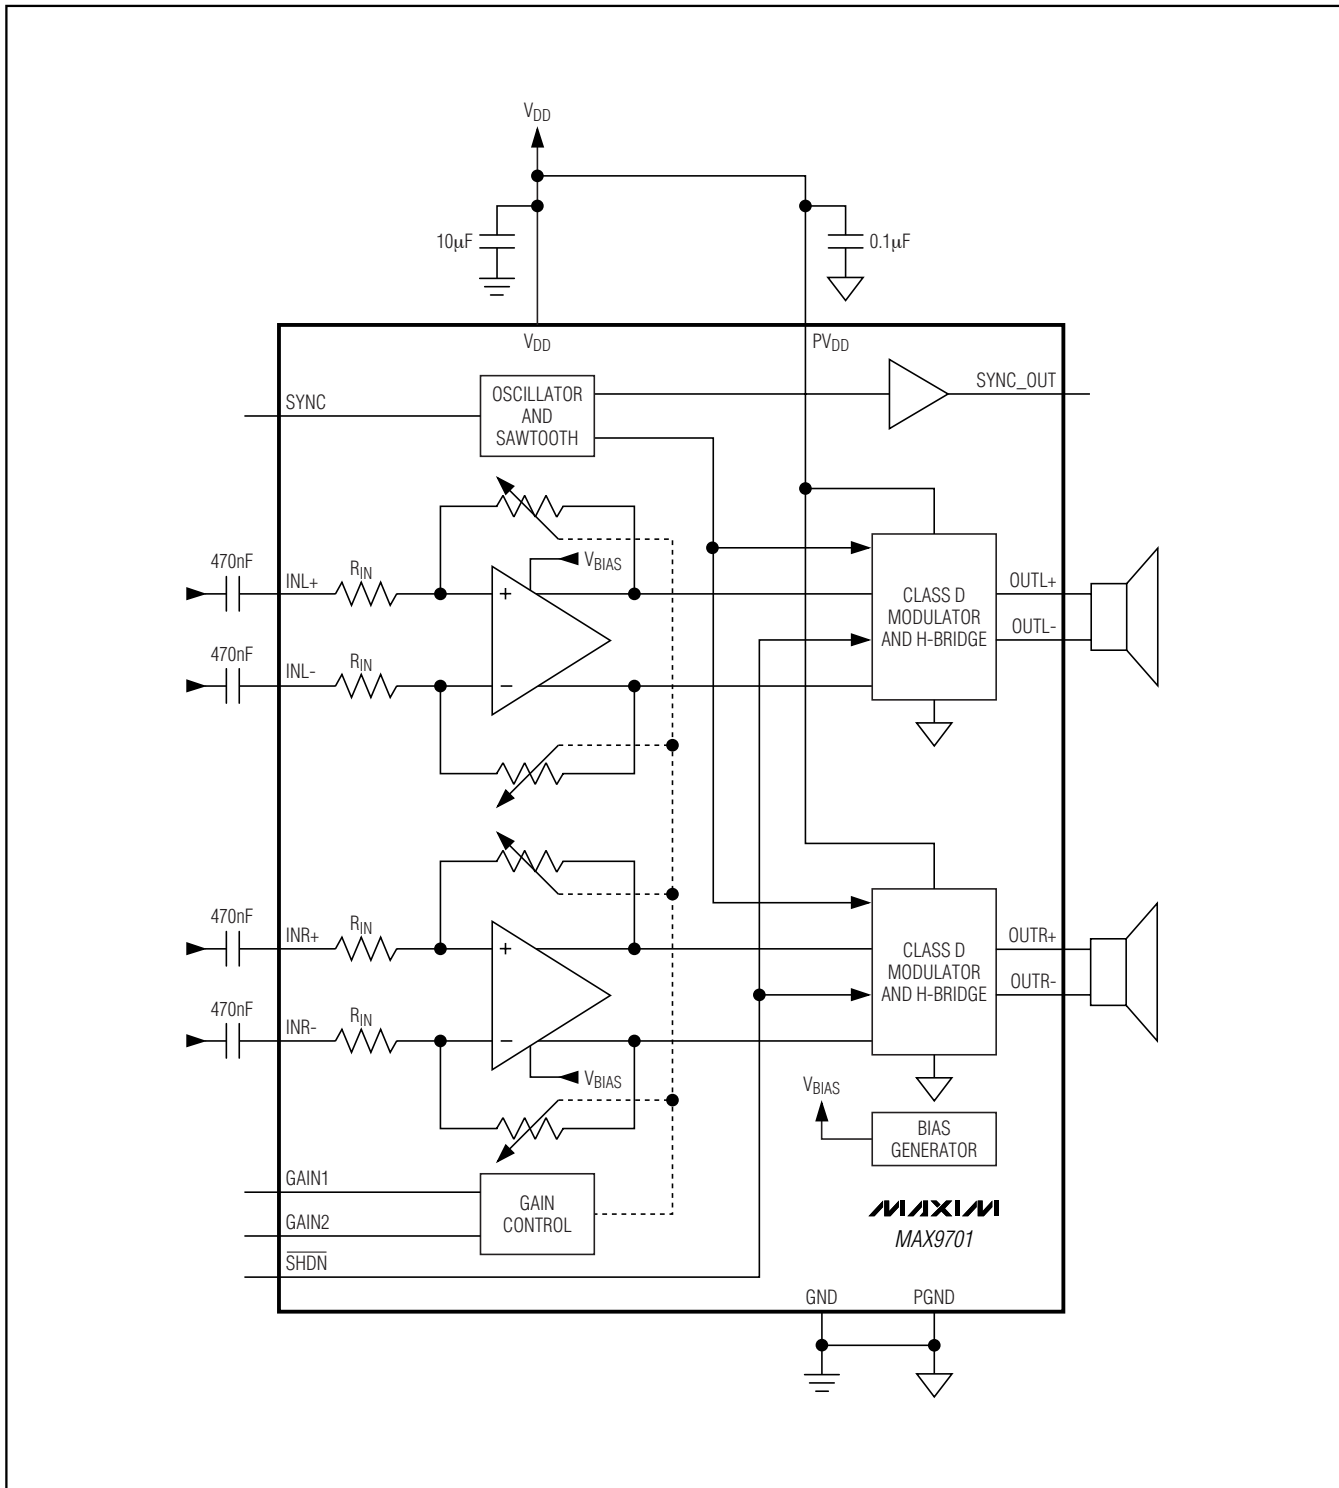 VDD
10µF
0.1µF
VDD
PVDD
SYNC
OSCILLATOR
AND
SAWTOOTH
SYNC_OUT
470nF
INL+
RIN
VBIAS
+
CLASS D
MODULATOR
AND H-BRIDGE
OUTL+
OUTL-
470nF
INL-
RIN
−
470nF
INR+
RIN
+
CLASS D
MODULATOR
AND H-BRIDGE
OUTR+
OUTR-
470nF
INR-
RIN
−
VBIAS
VBIAS
BIAS
GENERATOR
GAIN1
GAIN2
GAIN
CONTROL
SHDN
MAXIM
MAX9701
GND
PGND